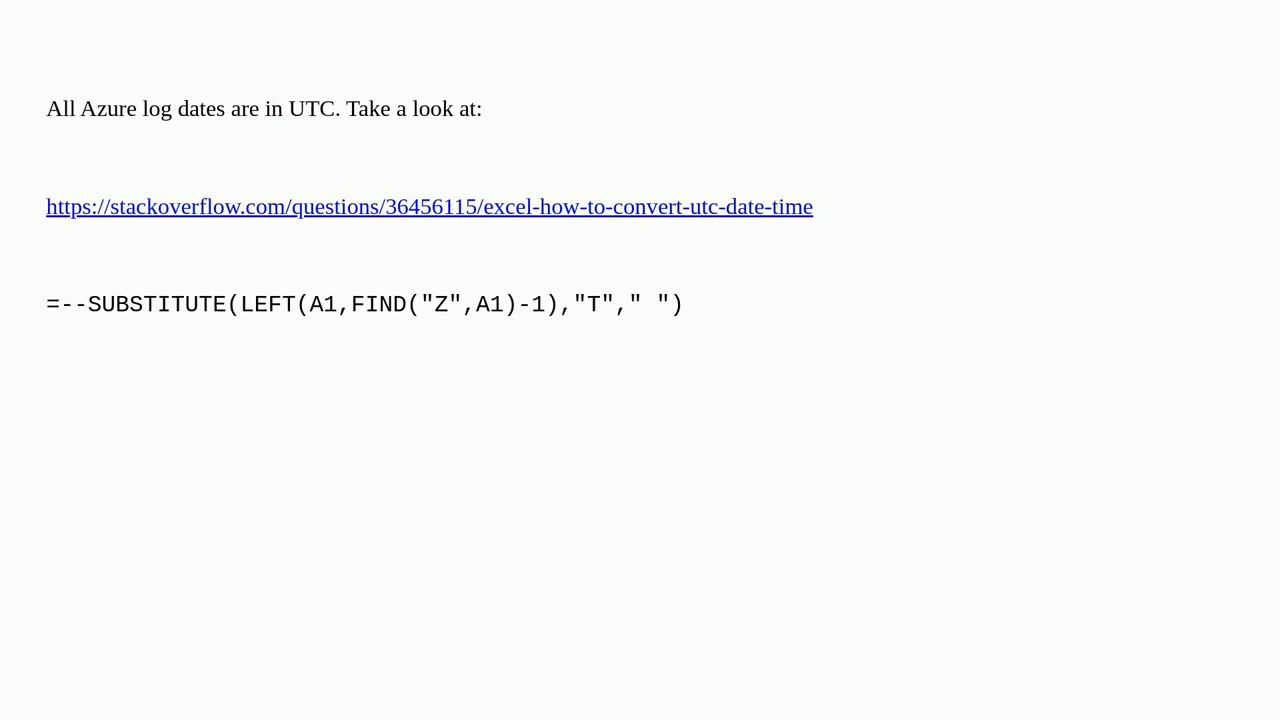 All Azure log dates are in UTC. Take a look at:
https://stackoverflow.com/questions/36456115/excel-how-to-convert-utc-date-time
=--SUBSTITUTE(LEFT(A1,FIND("Z",A1)-1),"T"," ")